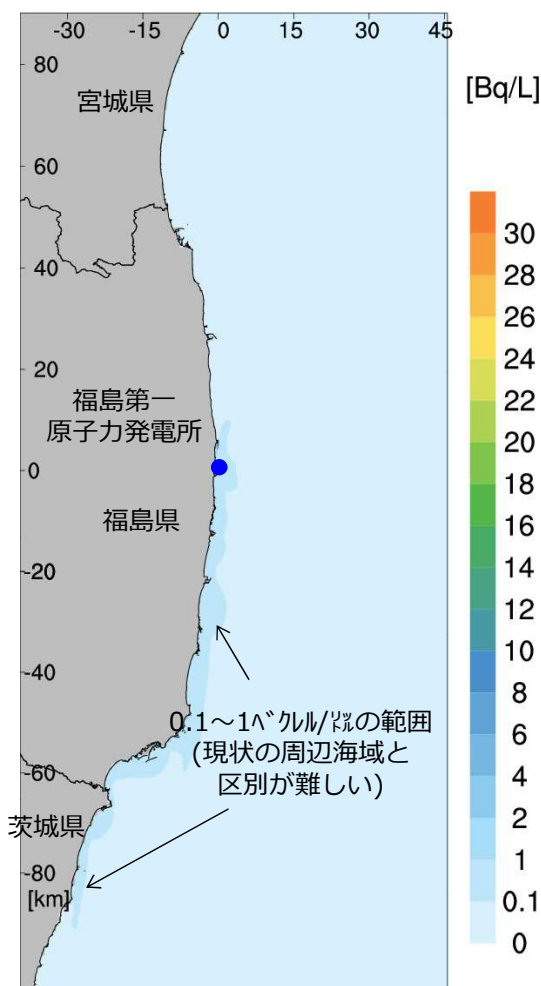 -30 -15 0 15 30 45
[Bq/L]
80
宮城県
60
40
20
福島第一
原子力発電所
0
福島県
-20
-40
0.1～1ﾍﾞｸﾚﾙ/ﾘｯﾄﾙの範囲
(現状の周辺海域と
区別が難しい)
-60
茨城県
-80
[km]
30
28
26
24
22
20
18
16
14
12
10
8
6
4
2
1
0.1
0